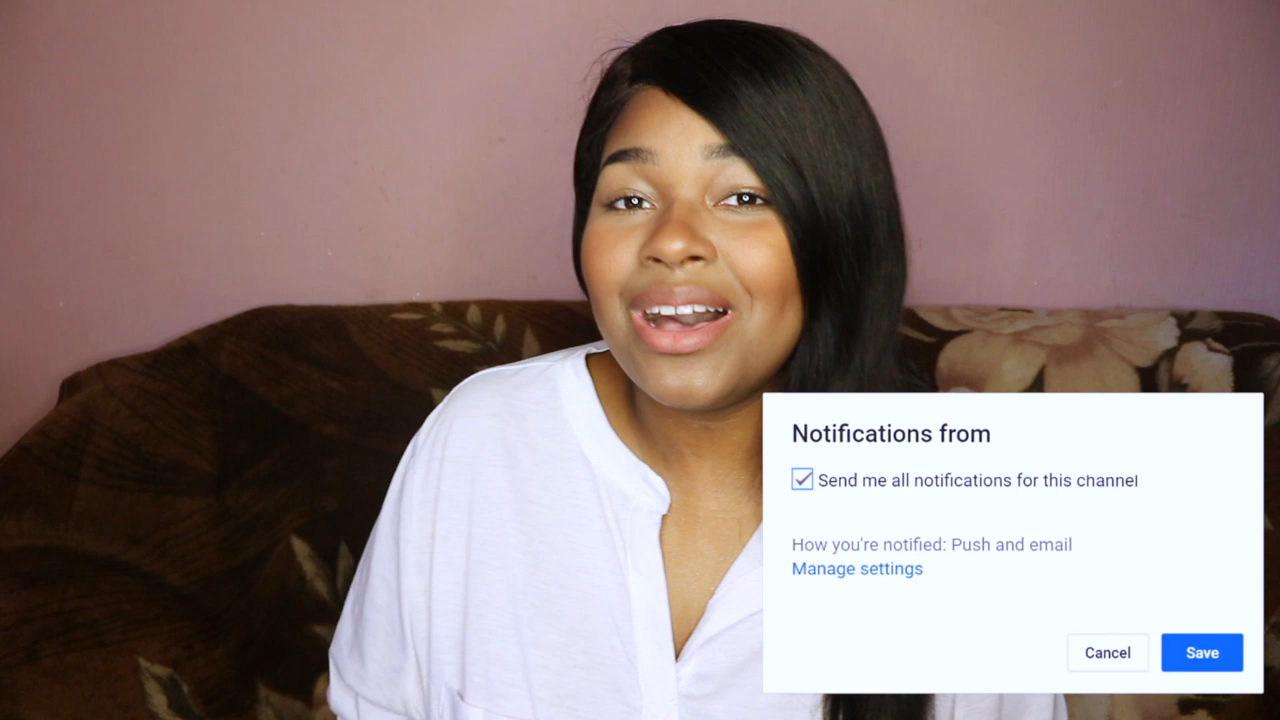 Notifications from
Send me all notifications for this channel
How you're notified: Push and email
Manage settings
Cancel
Save